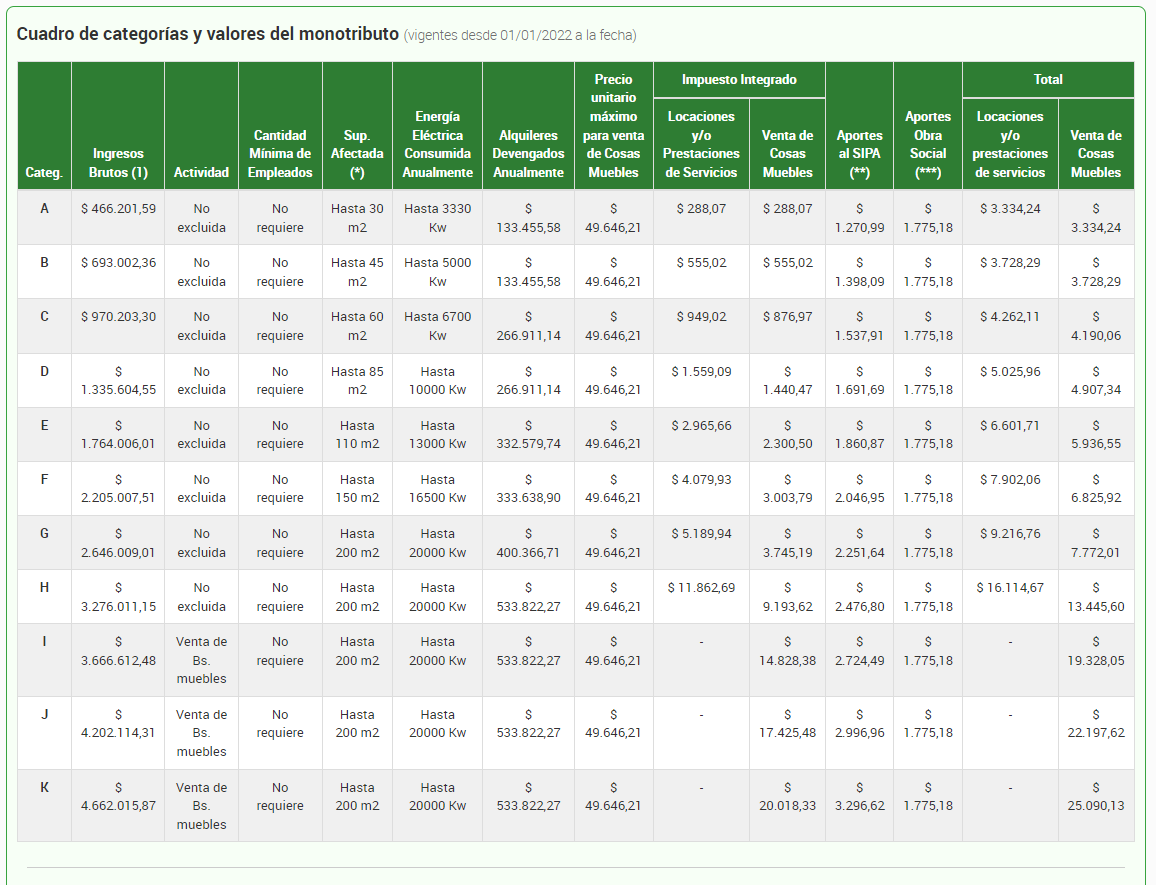 Cuadro de categorías y valores del monotributo (vigentes desde 01/01/2022 a la fecha)
Categ. Ingresos Brutos (1) Actividad Cantidad Mínima de Empleados Sup. Afectada (*) Energía Eléctrica Consumida Anualmente Alquileres Devengados Anualmente Precio unitario máximo para venta de Cosas Muebles Impuesto Integrado Aportes al SIPA (**) Aportes Obra Social (***) Total
Locaciones y/o Prestaciones de Servicios Venta de Cosas Muebles Locaciones y/o prestaciones de servicios Venta de Cosas Muebles
A $ 466.201,59 No excluida No requiere Hasta 30 m2 Hasta 3330 Kw $ 133.455,58 $ 49.646,21 $ 288,07 $ 288,07 $ 1.270,99 $ 1.775,18 $ 3.334,24 $ 3.334,24
B $ 693.002,36 No excluida No requiere Hasta 45 m2 Hasta 5000 Kw $ 133.455,58 $ 49.646,21 $ 555,02 $ 555,02 $ 1.398,09 $ 1.775,18 $ 3.728,29 $ 3.728,29
C $ 970.203,30 No excluida No requiere Hasta 60 m2 Hasta 6700 Kw $ 266.911,14 $ 49.646,21 $ 949,02 $ 876,97 $ 1.537,91 $ 1.775,18 $ 4.262,11 $ 4.190,06
D $ 1.335.604,55 No excluida No requiere Hasta 85 m2 Hasta 10000 Kw $ 266.911,14 $ 49.646,21 $ 1.559,09 $ 1.440,47 $ 1.691,69 $ 1.775,18 $ 5.025,96 $ 4.907,34
E $ 1.764.006,01 No excluida No requiere Hasta 110 m2 Hasta 13000 Kw $ 332.579,74 $ 49.646,21 $ 2.965,66 $ 2.300,50 $ 1.860,87 $ 1.775,18 $ 6.601,71 $ 5.936,55
F $ 2.205.007,51 No excluida No requiere Hasta 150 m2 Hasta 16500 Kw $ 333.638,90 $ 49.646,21 $ 4.079,93 $ 3.003,79 $ 2.046,95 $ 1.775,18 $ 7.902,06 $ 6.825,92
G $ 2.646.009,01 No excluida No requiere Hasta 200 m2 Hasta 20000 Kw $ 400.366,71 $ 49.646,21 $ 5.189,94 $ 3.745,19 $ 2.251,64 $ 1.775,18 $ 9.216,76 $ 7.772,01
H $ 3.276.011,15 No excluida No requiere Hasta 200 m2 Hasta 20000 Kw $ 533.822,27 $ 49.646,21 $ 11.862,69 $ 9.193,62 $ 2.476,80 $ 1.775,18 $ 16.114,67 $ 13.445,60
I $ 3.666.612,48 Venta de Bs. muebles No requiere Hasta 200 m2 Hasta 20000 Kw $ 533.822,27 $ 49.646,21 - $ 14.828,38 $ 2.724,49 $ 1.775,18 - $ 19.328,05
J $ 4.202.114,31 Venta de Bs. muebles No requiere Hasta 200 m2 Hasta 20000 Kw $ 533.822,27 $ 49.646,21 - $ 17.425,48 $ 2.996,96 $ 1.775,18 - $ 22.197,62
K $ 4.662.015,87 Venta de Bs. muebles No requiere Hasta 200 m2 Hasta 20000 Kw $ 533.822,27 $ 49.646,21 - $ 20.018,33 $ 3.296,62 $ 1.775,18 - $ 25.090,13